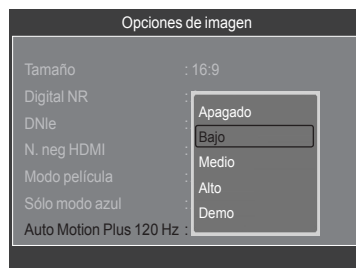 Opciones de imagen
Tamaño : 16:9
Digital NR :
DNIe :
N. neg HDMI :
Modo película :
Sólo modo azul :
Auto Motion Plus 120 Hz :
Apagado
Bajo
Medio
Alto
Demo